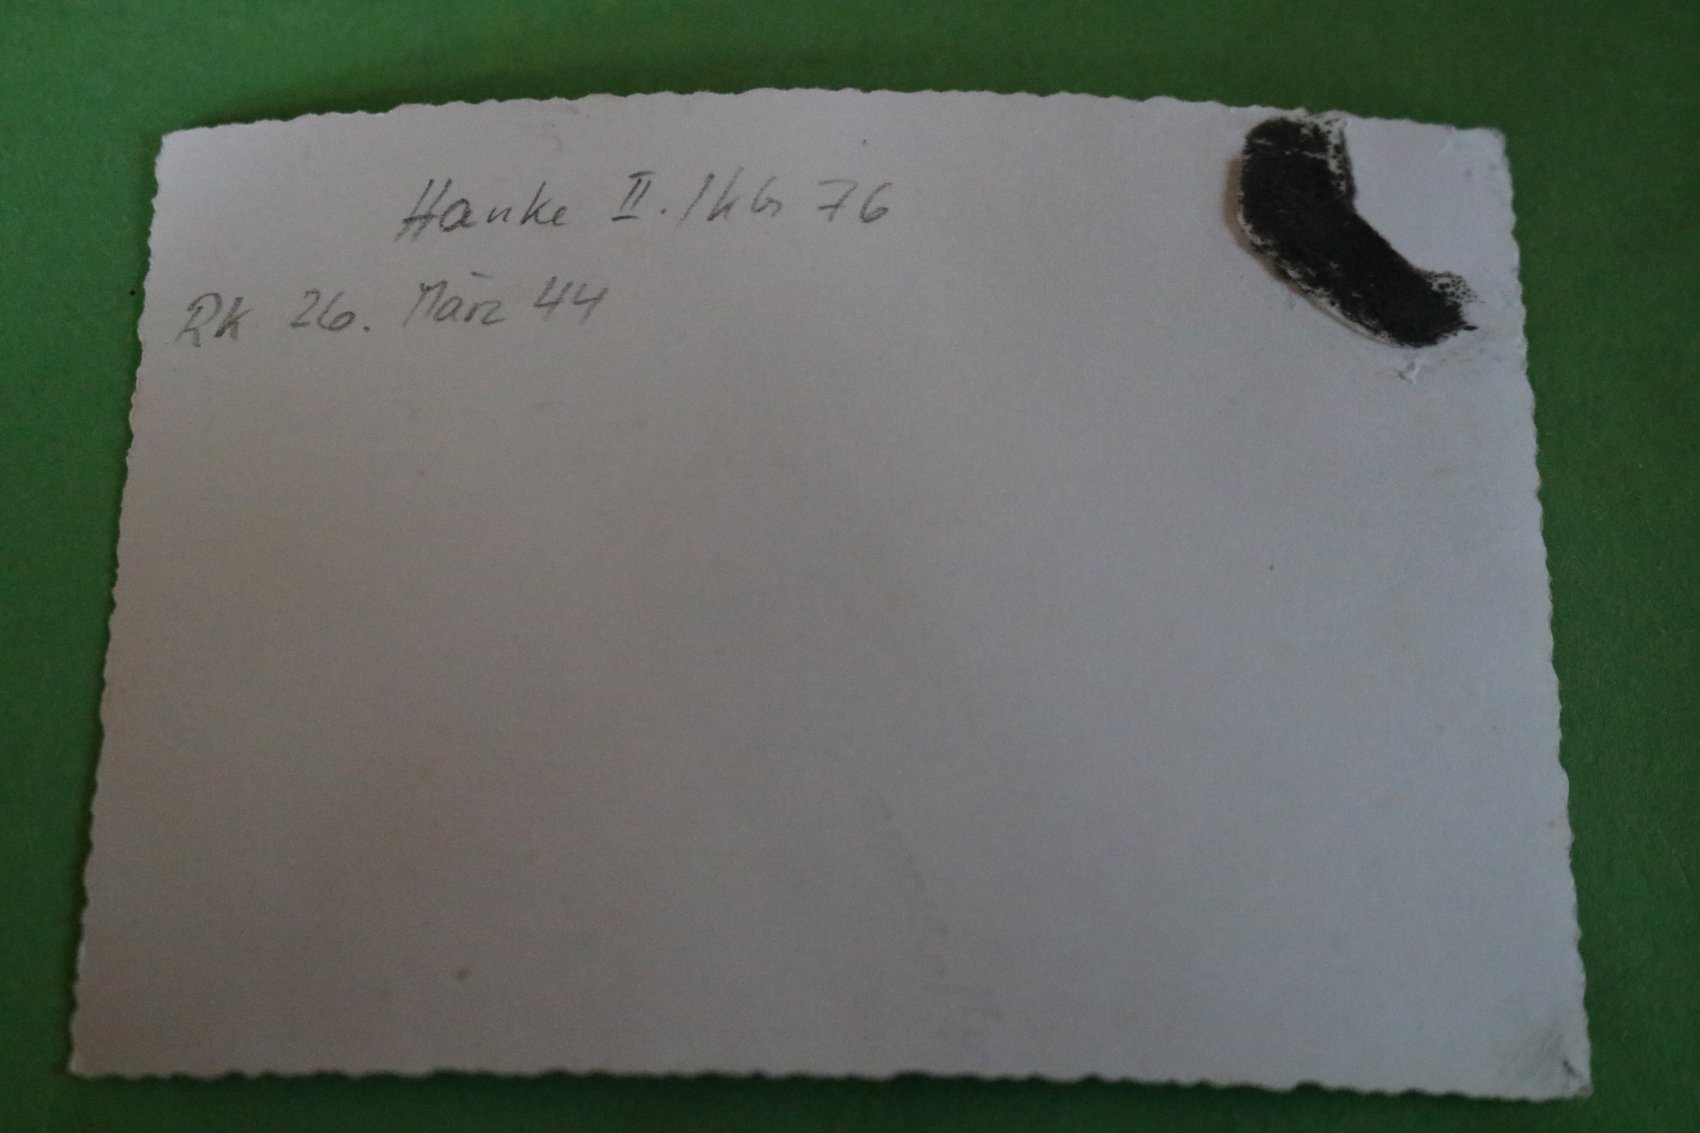 Hanke II. / KG 76
Rk 26. März 44